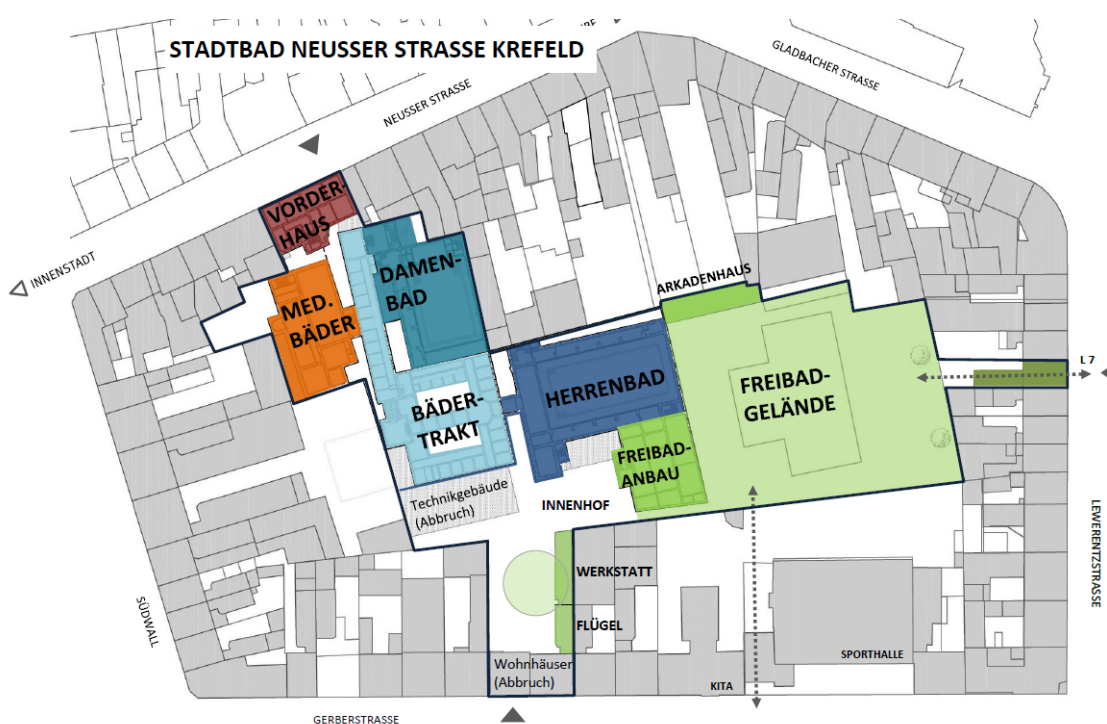 STADTBAD NEUSSER STRASSE KREFELD
GLADBACHER STRASSE
NEUSSER STRASSE
INNENSTADT
VORDER-
HAUS
DAMEN-
BAD
MED.
BÄDER
ARKADENHAUS
L 7
HERRENBAD
FREIBAD-
GELÄNDE
BÄDER-
TRAKT
FREIBAD-
ANBAU
Technikgebäude
(Abbruch)
INNENHOF
LEWERENTZSTRASSE
WERKSTATT
SÜDWALL
FLÜGEL
Wohnhäuser
(Abbruch)
SPORTHALLE
KITA
GERBERSTRASSE